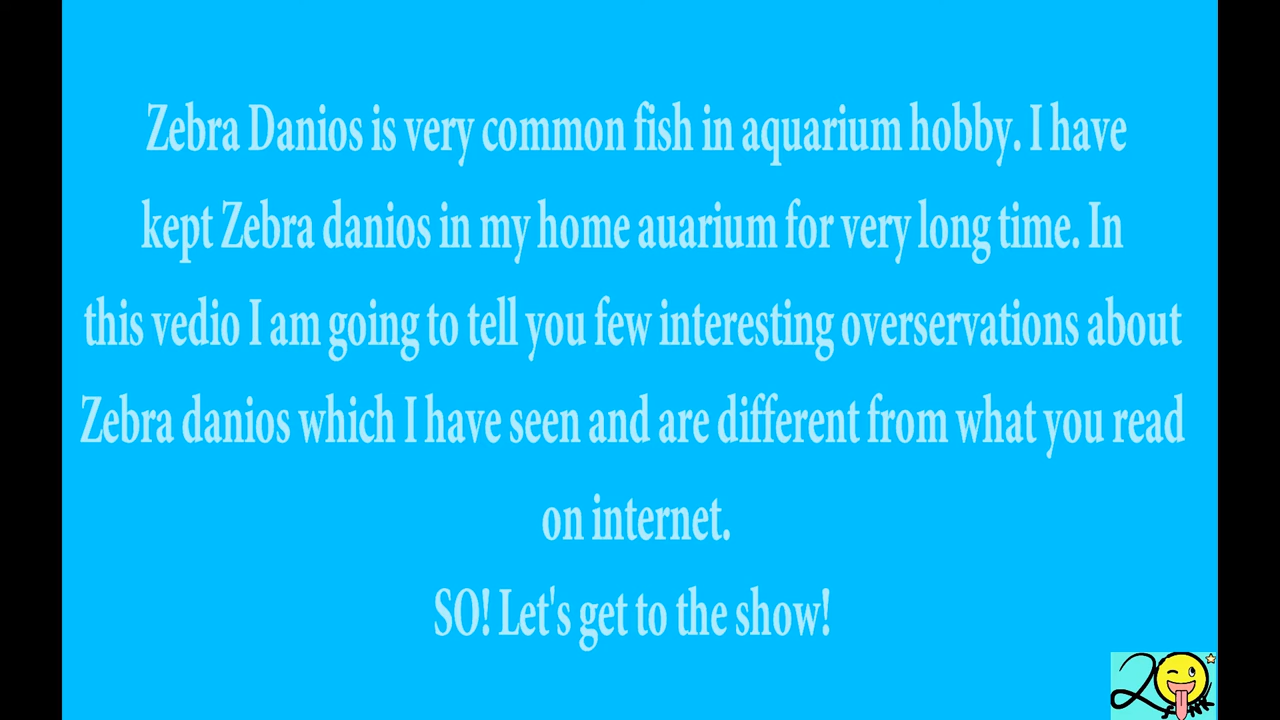 Zebra Danios is very common fish in aquarium hobby. I have
kept Zebra danios in my home auarium for very long time. In
this vedio I am going to tell you few interesting overservations about
Zebra danios which I have seen and are different from what you read
on internet.
SO! Let's get to the show!